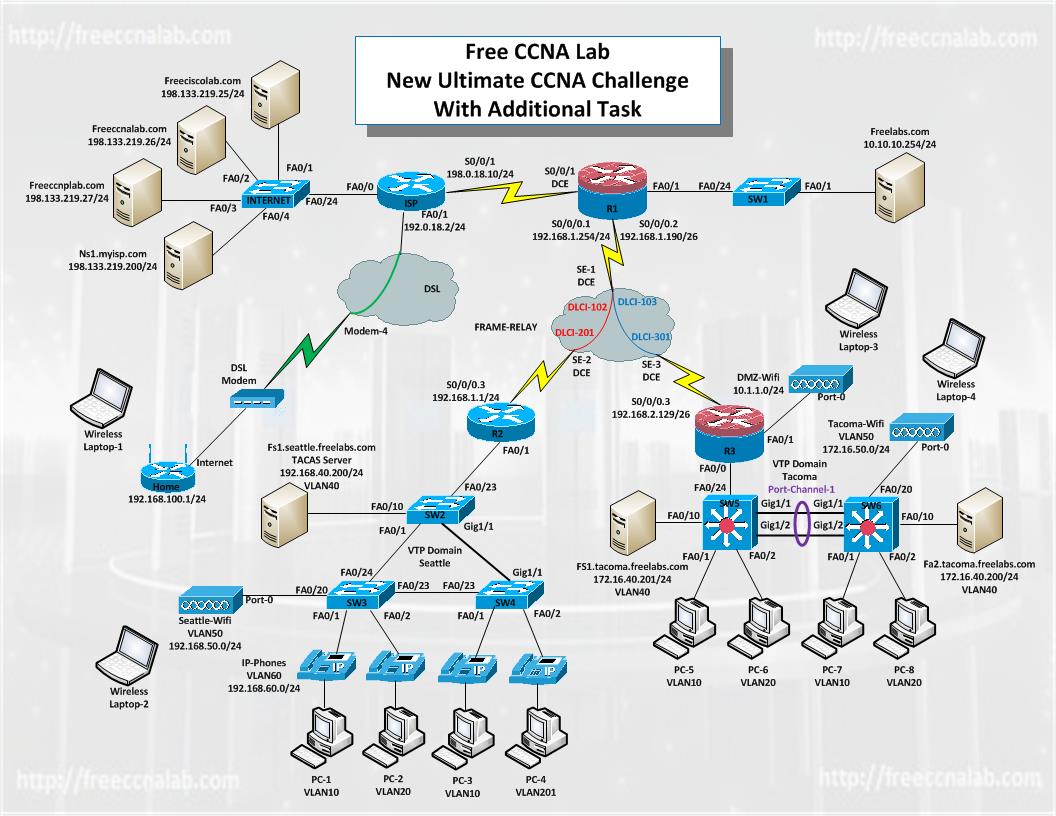 http://freeccnalab.com
http://freeccnalab.com
Free CCNA Lab
New Ultimate CCNA Challenge
With Additional Task
Freeciscolab.com
198.133.219.25/24
Freeccnalab.com
198.133.219.26/24
Freeccnplab.com
198.133.219.27/24
Ns1.myisp.com
198.133.219.200/24
FA0/1
FA0/2
FA0/3
FA0/4
INTERNET
FA0/24
FA0/0
ISP
S0/0/1
198.0.18.10/24
FA0/1
192.0.18.2/24
S0/0/1
DCE
R1
FA0/1
FA0/24
SW1
FA0/1
Freelabs.com
10.10.10.254/24
S0/0/0.1
192.168.1.254/24
S0/0/0.2
192.168.1.190/26
DSL
Modem-4
DSL
Modem
SE-1
DCE
DLCI-102
DLCI-103
DLCI-201
DLCI-301
FRAME-RELAY
SE-2
DCE
SE-3
DCE
Wireless
Laptop-3
Wireless
Laptop-4
Wireless
Laptop-1
Internet
Home
192.168.100.1/24
S0/0/0.3
192.168.1.1/24
R2
FA0/1
S0/0/0.3
192.168.2.129/26
DMZ-Wifi
10.1.1.0/24
Port-0
R3
FA0/1
FA0/0
Tacoma-Wifi
VLAN50
172.16.50.0/24
Port-0
Fs1.seattle.freelabs.com
TACAS Server
192.168.40.200/24
VLAN40
FA0/10
FA0/23
SW2
FA0/1
Gig1/1
VTP Domain
Seattle
VTP Domain
Tacoma
Port-Channel-1
FA0/24
SW5
FA0/10
Gig1/1
Gig1/1
Gig1/2
Gig1/2
FA0/1
FA0/2
FA0/20
SW6
FA0/10
FA0/1
FA0/2
FS1.tacoma.freelabs.com
172.16.40.201/24
VLAN40
Fa2.tacoma.freelabs.com
172.16.40.200/24
VLAN40
FA0/24
FA0/20
Port-0
Seattle-Wifi
VLAN50
192.168.50.0/24
SW3
FA0/23
FA0/23
FA0/1
FA0/2
Gig1/1
SW4
FA0/1
FA0/2
Wireless
Laptop-2
IP-Phones
VLAN60
192.168.60.0/24
IP
IP
IP
IP
PC-1
VLAN10
PC-2
VLAN20
PC-3
VLAN10
PC-4
VLAN201
PC-5
VLAN10
PC-6
VLAN20
PC-7
VLAN10
PC-8
VLAN20
http://freeccnalab.com
http://freeccnalab.com